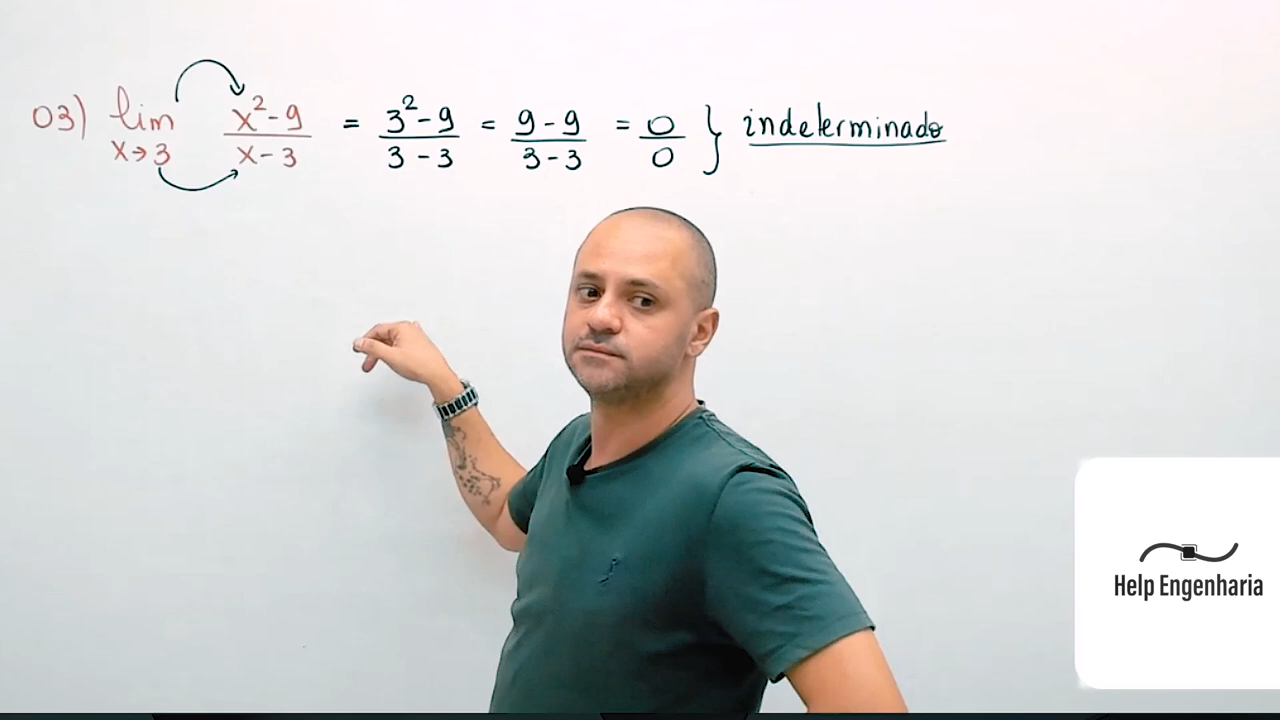 03) lim x→3 x²-9 / x-3 = 3²-9 / 3-3 = 9-9 / 3-3 = 0/0 } indeterminado
Help Engenharia